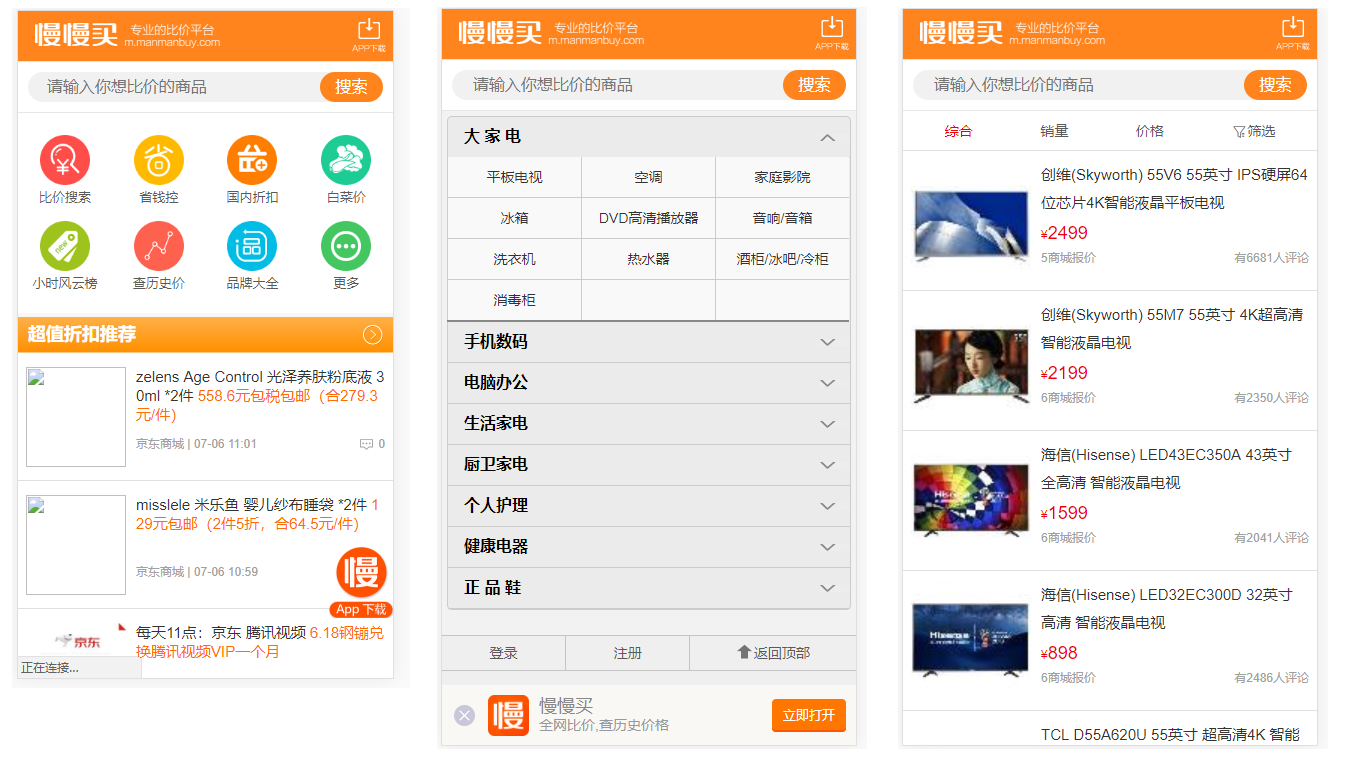 慢慢买 专业的比价平台
m.manmanbuy.com
APP下载
请输入你想比价的商品 搜索
比价搜索 省钱控 国内折扣 白菜价
new
小时风云榜 查历史价 品牌大全 更多
超值折扣推荐
zelens Age Control 光泽养肤粉底液 3
0ml *2件 558.6元包税包邮（合279.3
元/件）
京东商城 | 07-06 11:01 0
misslele 米乐鱼 婴儿纱布睡袋 *2件 1
29元包邮（2件5折，合64.5元/件）
京东商城 | 07-06 10:59
慢
App 下载
京东
每天11点：京东 腾讯视频 6.18钢镚兑
换腾讯视频VIP一个月
正在连接...
慢慢买 专业的比价平台
m.manmanbuy.com
APP下载
请输入你想比价的商品 搜索
大 家 电
平板电视 空调 家庭影院
冰箱 DVD高清播放器 音响/音箱
洗衣机 热水器 酒柜/冰吧/冷柜
消毒柜
手机数码
电脑办公
生活家电
厨卫家电
个人护理
健康电器
正 品 鞋
登录 注册 返回顶部
慢 慢慢买
全网比价,查历史价格
立即打开
慢慢买 专业的比价平台
m.manmanbuy.com
APP下载
请输入你想比价的商品 搜索
综合 销量 价格 筛选
创维(Skyworth) 55V6 55英寸 IPS硬屏64
位芯片4K智能液晶平板电视
¥2499
5商城报价 有6681人评论
创维(Skyworth) 55M7 55英寸 4K超高清
智能液晶电视
¥2199
6商城报价 有2350人评论
海信(Hisense) LED43EC350A 43英寸
全高清 智能液晶电视
¥1599
6商城报价 有2041人评论
Hisense
海信(Hisense) LED32EC300D 32英寸
高清 智能液晶电视
¥898
6商城报价 有2486人评论
Hisense
TCL D55A620U 55英寸 超高清4K 智能